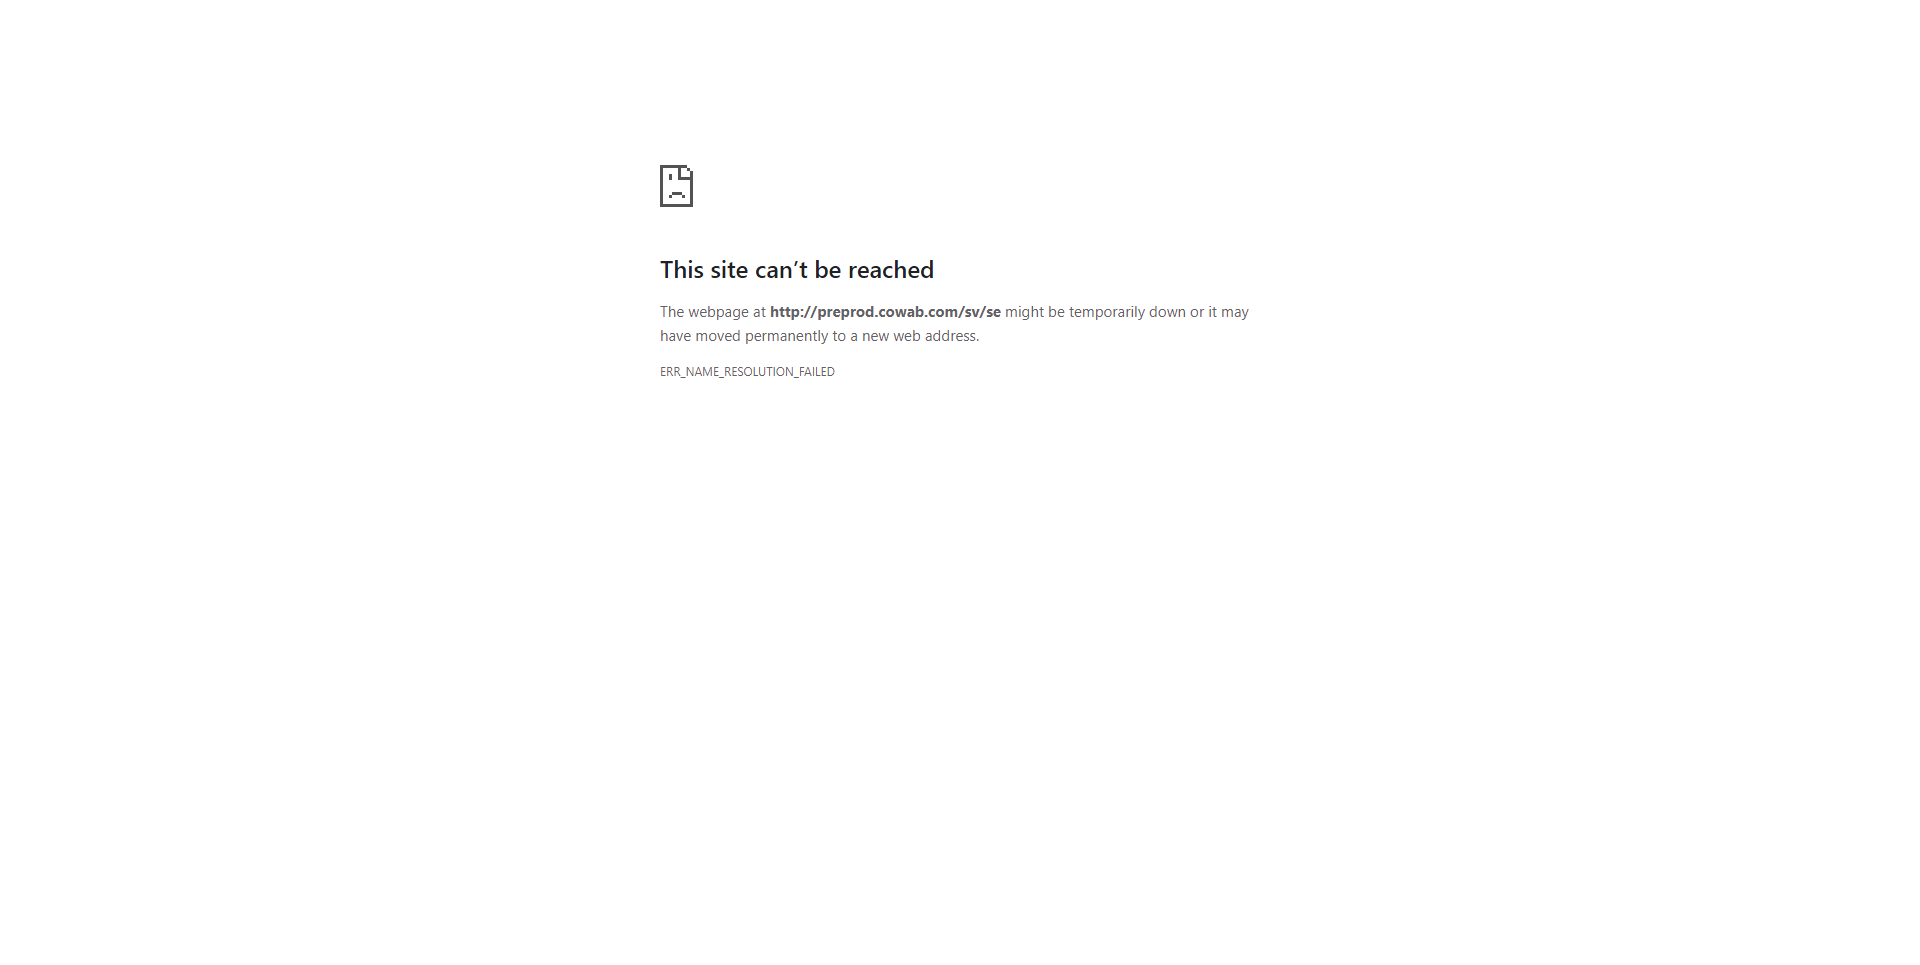 This site can’t be reached
The webpage at http://preprod.cowab.com/sv/se might be temporarily down or it may
have moved permanently to a new web address.
ERR_NAME_RESOLUTION_FAILED